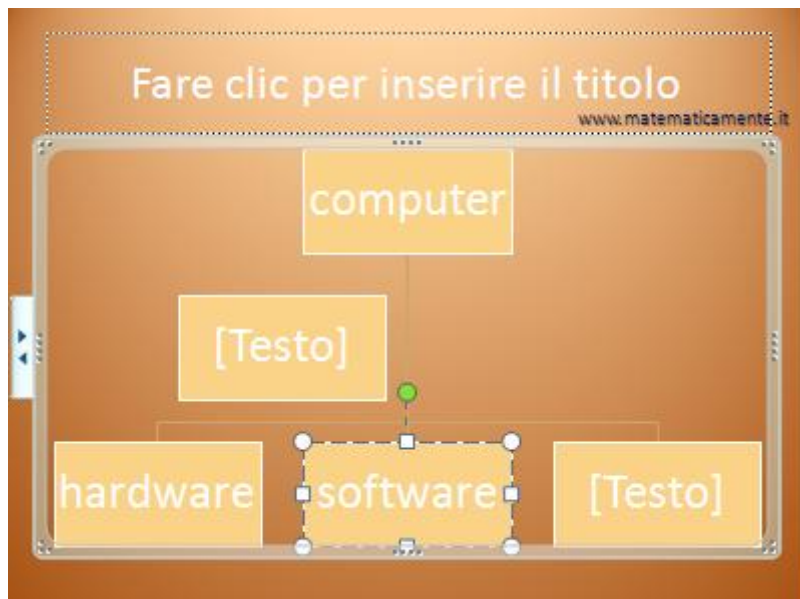 Fare clic per inserire il titolo
www.matematicamente.it
computer
[Testo]
hardware
software
[Testo]